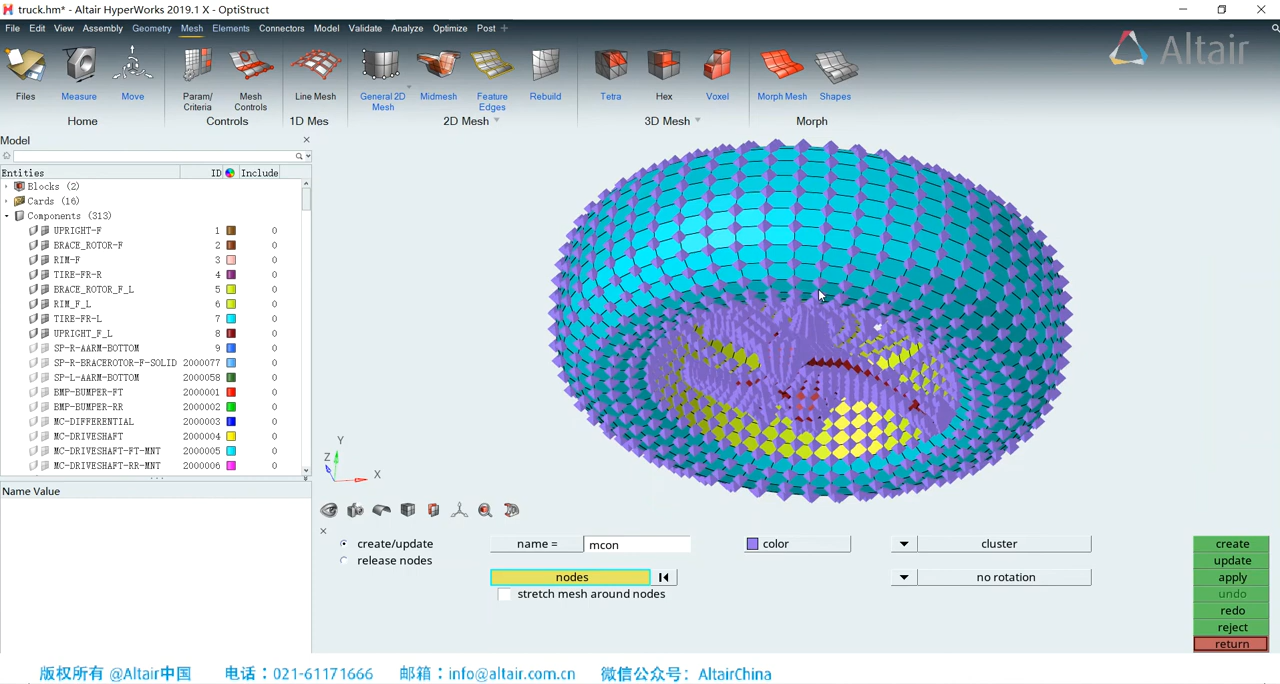 truck.hm* - Altair HyperWorks 2019.1 X - OptiStruct
File Edit View Assembly Geometry Mesh Elements Connectors Model Validate Analyze Optimize Post +
Altair
Files Measure Move Param/ Criteria Mesh Controls Line Mesh General 2D Mesh Midmesh Feature Edges Rebuild Tetra Hex Voxel Morph Mesh Shapes
Home Controls 1D Mes 2D Mesh 3D Mesh Morph
Model
Entities ID Include
Blocks (2)
Cards (16)
Components (313)
UPRIGHT-F 1 0
BRACE_ROTOR-F 2 0
RIM-F 3 0
TIRE-FR-R 4 0
BRACE_ROTOR_F_L 5 0
RIM_F_L 6 0
TIRE-FR-L 7 0
UPRIGHT_F_L 8 0
SP-R-AARM-BOTTOM 9 0
SP-R-BRACEROTOR-F-SOLID 2000077 0
SP-L-AARM-BOTTOM 2000058 0
BMP-BUMPER-FT 2000001 0
BMP-BUMPER-RR 2000002 0
MC-DIFFERENTIAL 2000003 0
MC-DRIVESHAFT 2000004 0
MC-DRIVESHAFT-FT-MNT 2000005 0
MC-DRIVESHAFT-RR-MNT 2000006 0
Name Value
Y
Z
X
create/update
release nodes
name = mcon
nodes
stretch mesh around nodes
color
cluster
no rotation
create
update
apply
undo
redo
reject
return
版权所有 @Altair中国 电话：021-61171666 邮箱：info@altair.com.cn 微信公众号：AltairChina